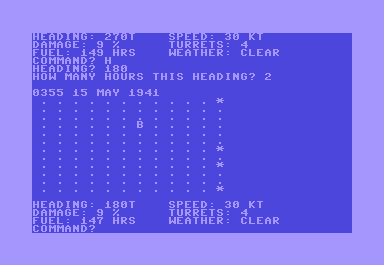 HEADING: 270T SPEED: 30 KT
DAMAGE: 9 % TURRETS: 4
FUEL: 149 HRS WEATHER: CLEAR
COMMAND? H
HEADING? 180
HOW MANY HOURS THIS HEADING? 2
0355 15 MAY 1941
. . . . . . . . . . . *
. . . . . . . . . . . .
. . . . . . . . . . . .
. . . . . . B . . . . .
. . . . . . . . . . . .
. . . . . . . . . . . .
. . . . . . . . . . . *
. . . . . . . . . . . .
. . . . . . . . . . . *
. . . . . . . . . . . .
. . . . . . . . . . . .
. . . . . . . . . . . *
HEADING: 180T SPEED: 30 KT
DAMAGE: 9 % TURRETS: 4
FUEL: 147 HRS WEATHER: CLEAR
COMMAND?